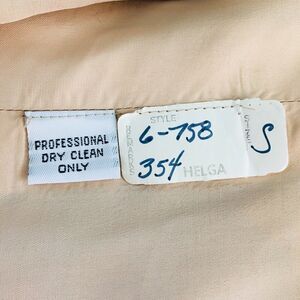 PROFESSIONAL
DRY CLEAN
ONLY
STYLE
6-758
REMARKS
354 HELGA
SIZE
S